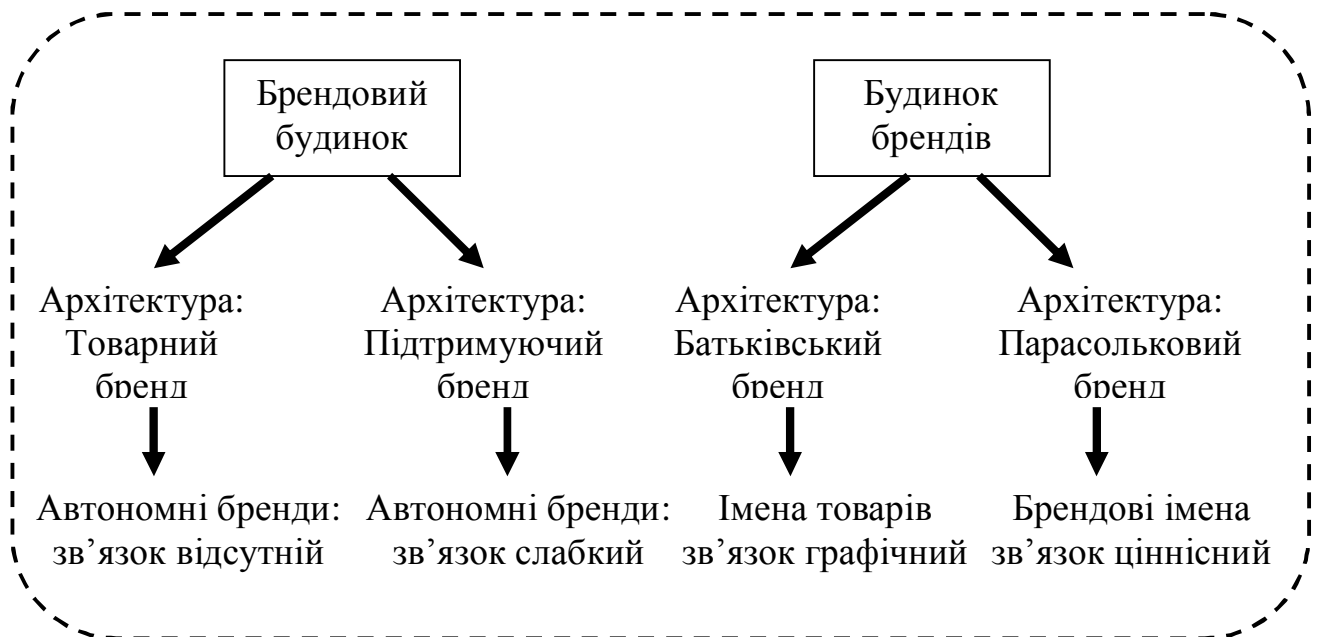 Брендовий
будинок
Будинок
брендів
Архітектура:
Товарний
бренд
Архітектура:
Підтримуючий
бренд
Архітектура:
Батьківський
бренд
Архітектура:
Парасольковий
бренд
Автономні бренди:
зв’язок відсутній
Автономні бренди:
зв’язок слабкий
Імена товарів
зв’язок графічний
Брендові імена
зв’язок ціннісний